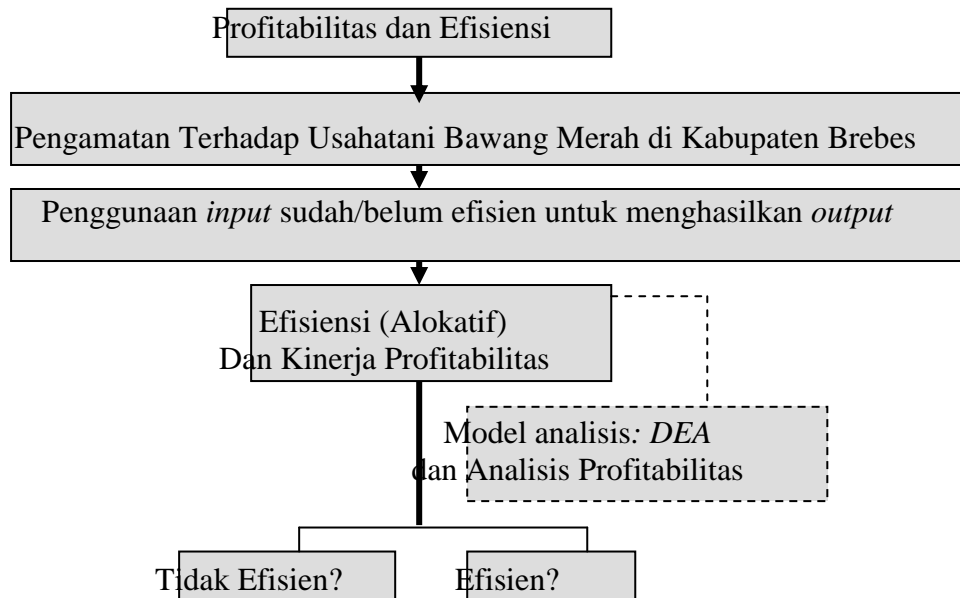 Profitabilitas dan Efisiensi
Pengamatan Terhadap Usahatani Bawang Merah di Kabupaten Brebes
Penggunaan input sudah/belum efisien untuk menghasilkan output
Efisiensi (Alokatif)
Dan Kinerja Profitabilitas
Model analisis: DEA
dan Analisis Profitabilitas
Tidak Efisien?
Efisien?